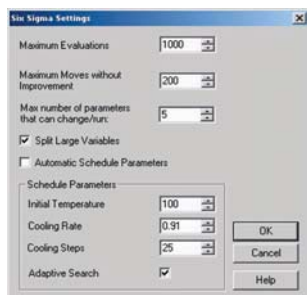 Six Sigma Settings
Maximum Evaluations 1000
Maximum Moves without
Improvement 200
Max number of parameters
that can change/run: 5
Split Large Variables
Automatic Schedule Parameters
Schedule Parameters
Initial Temperature 100
Cooling Rate 0.91
Cooling Steps 25
Adaptive Search
OK
Cancel
Help